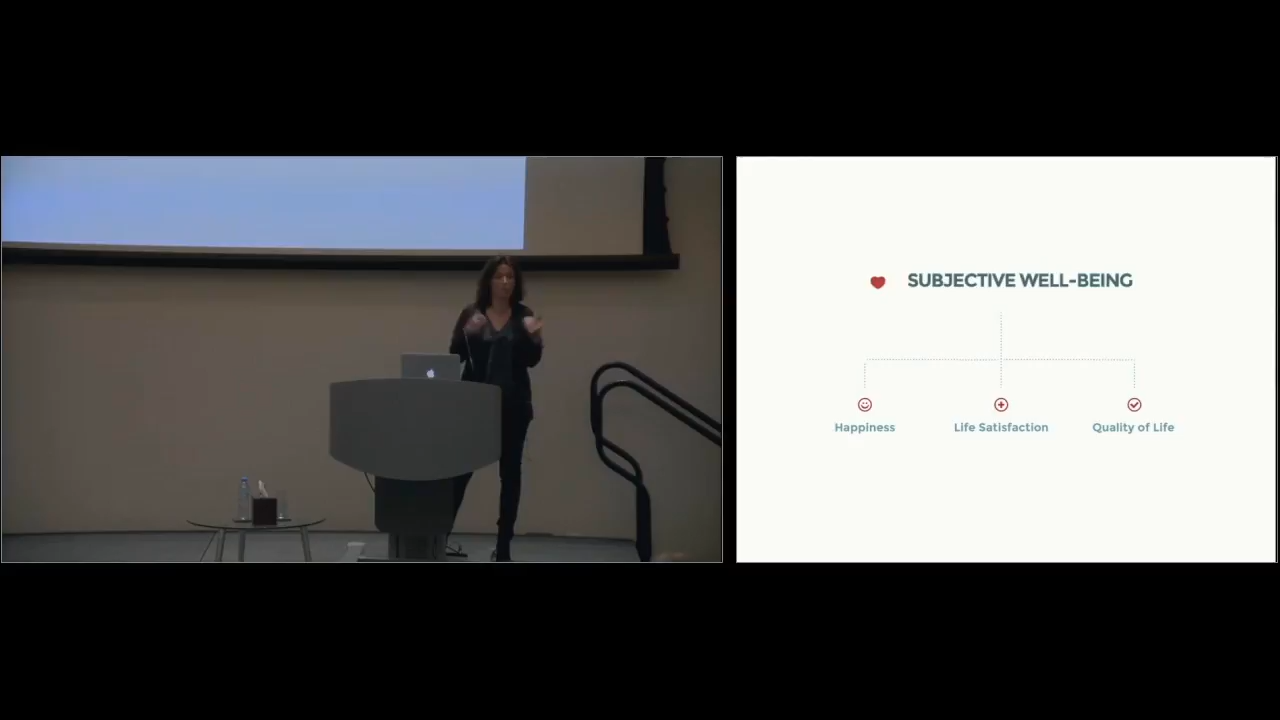 SUBJECTIVE WELL-BEING
Happiness
Life Satisfaction
Quality of Life